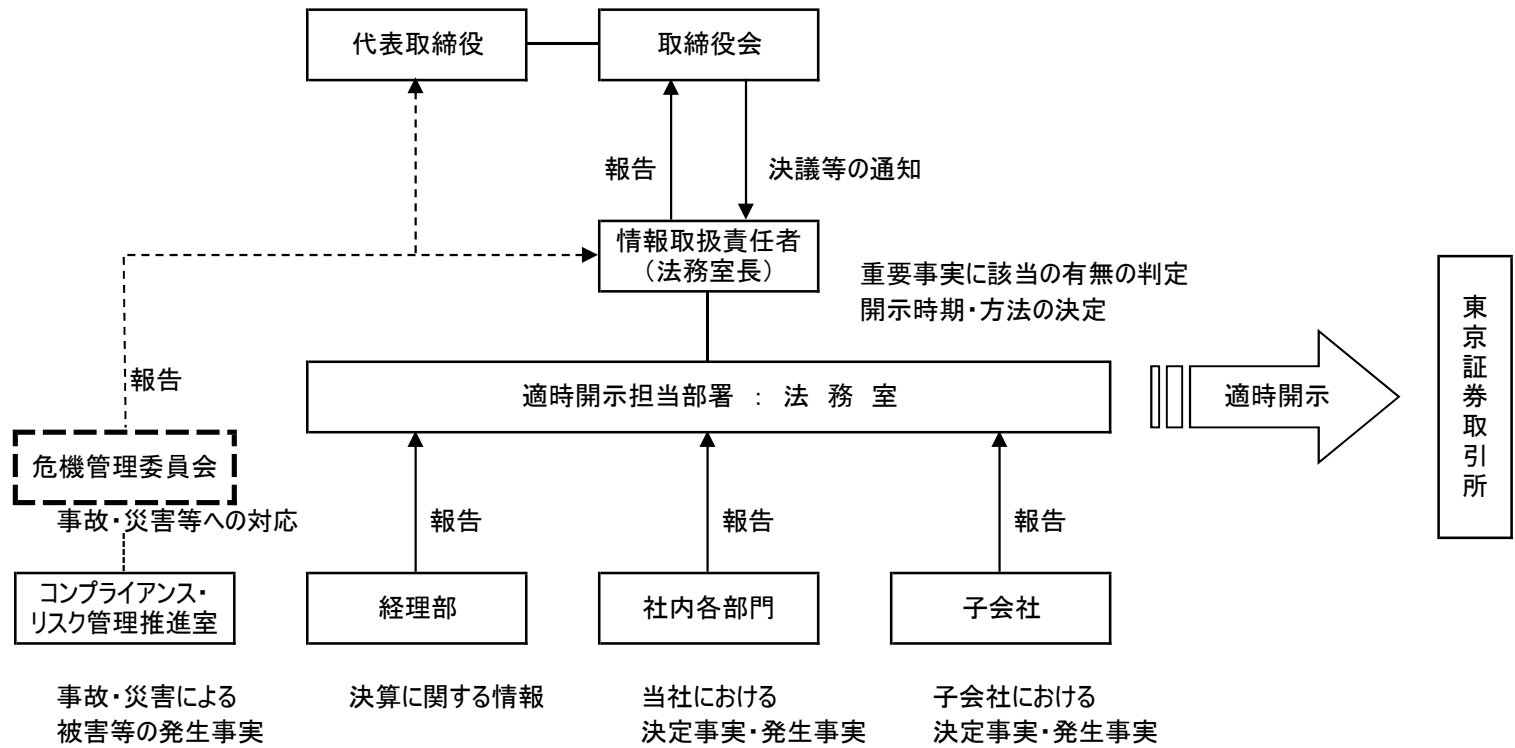 代表取締役
取締役会
報告
決議等の通知
情報取扱責任者
（法務室長）
重要事実に該当の有無の判定
開示時期・方法の決定
東京証券取引所
報告
適時開示担当部署 ： 法 務 室
適時開示
危機管理委員会
事故・災害等への対応
報告
報告
報告
コンプライアンス・
リスク管理推進室
経理部
社内各部門
子会社
事故・災害による
被害等の発生事実
決算に関する情報
当社における
決定事実・発生事実
子会社における
決定事実・発生事実